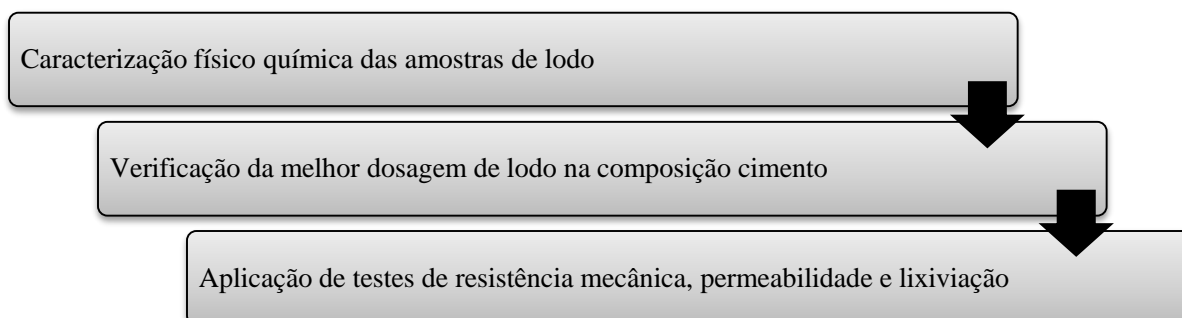 Caracterização físico química das amostras de lodo
Verificação da melhor dosagem de lodo na composição cimento
Aplicação de testes de resistência mecânica, permeabilidade e lixiviação